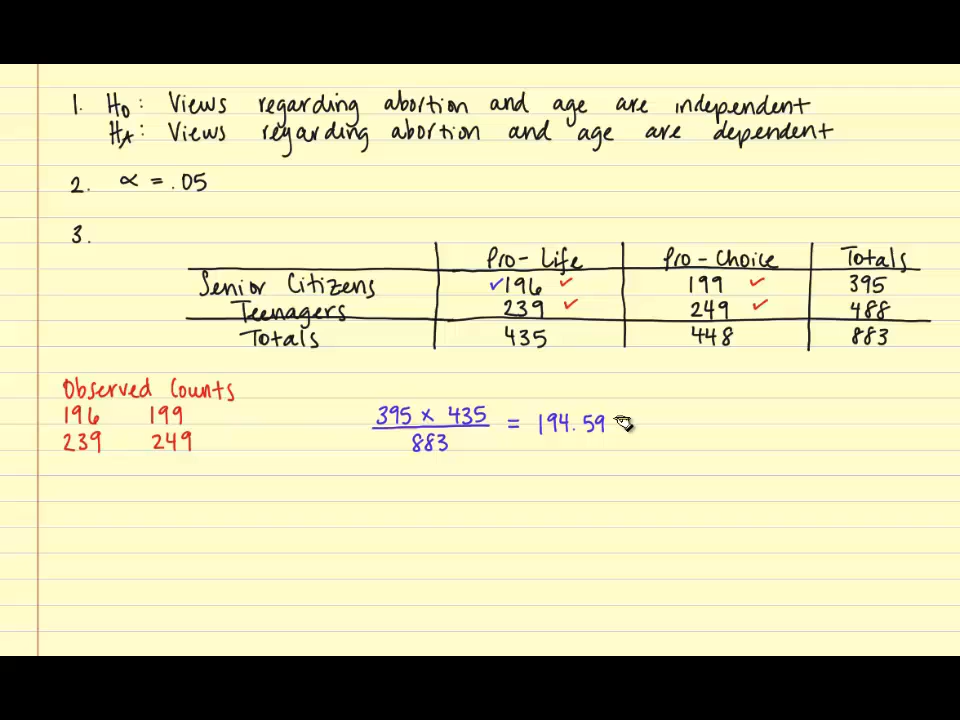 1. H0: Views regarding abortion and age are independent
HA: Views regarding abortion and age are dependent
2. α = .05
3.
Pro-Life Pro-Choice Totals
Senior Citizens ✓196 ✓ 199 ✓ 395
Teenagers 239 ✓ 249 ✓ 488
Totals 435 448 883
Observed Counts
196 199
239 249
395 × 435
883
= 194.59